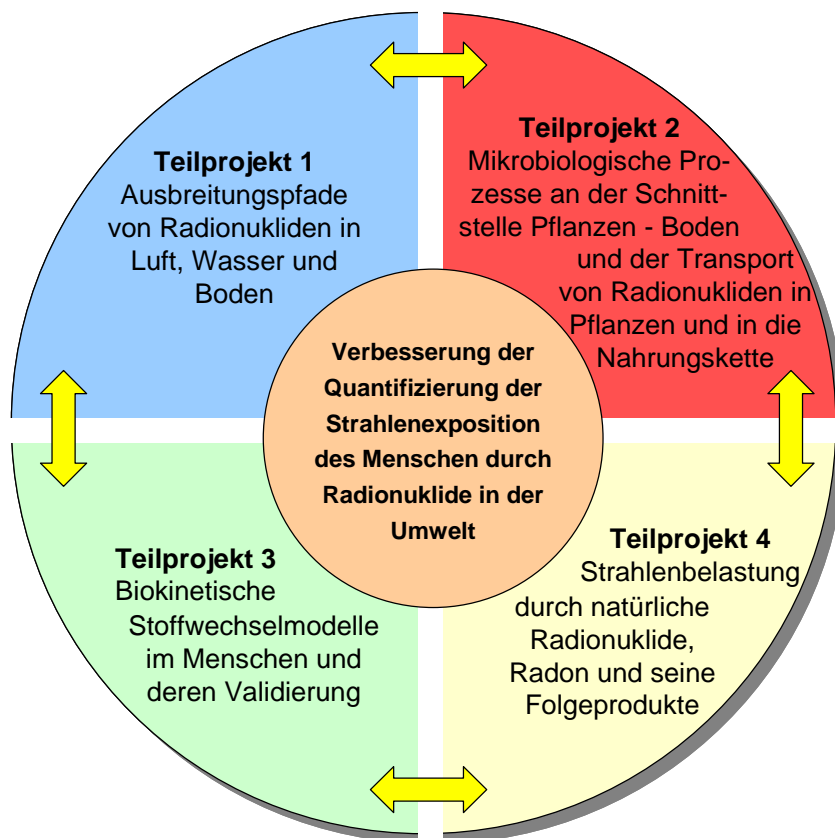 Teilprojekt 1
Ausbreitungspfade
von Radionukliden in
Luft, Wasser und
Boden
Teilprojekt 2
Mikrobiologische Pro-
zesse an der Schnitt-
stelle Pflanzen - Boden
und der Transport
von Radionukliden in
Pflanzen und in die
Nahrungskette
Verbesserung der
Quantifizierung der
Strahlenexposition
des Menschen durch
Radionuklide in der
Umwelt
Teilprojekt 3
Biokinetische
Stoffwechselmodelle
im Menschen und
deren Validierung
Teilprojekt 4
Strahlenbelastung
durch natürliche
Radionuklide,
Radon und seine
Folgeprodukte